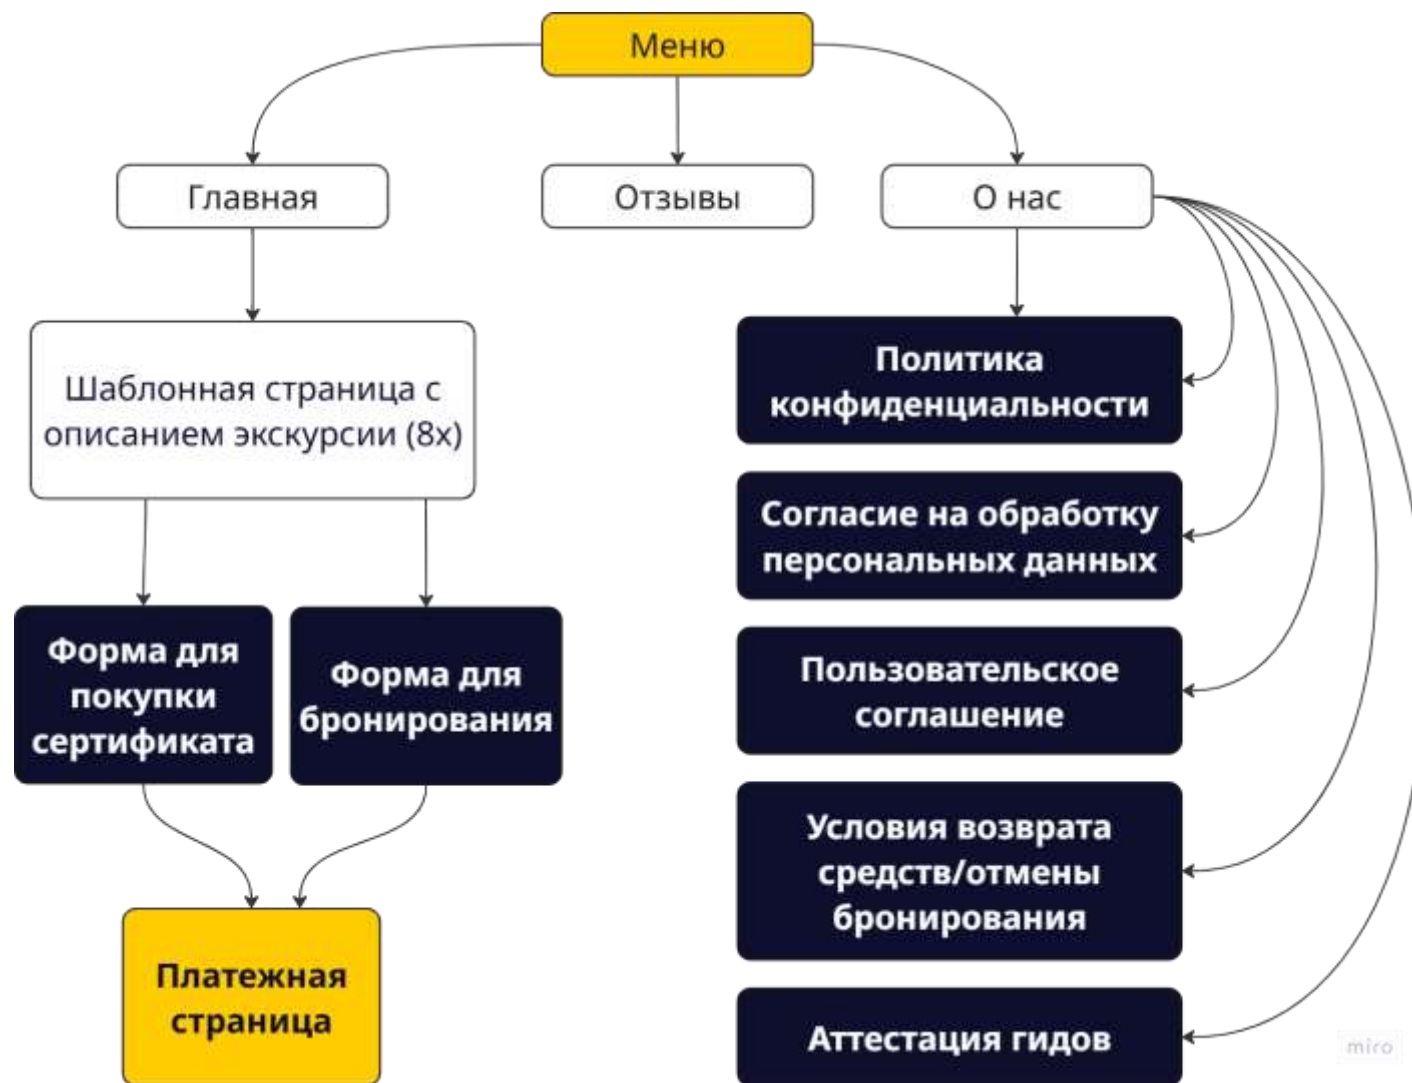 Меню
Главная
Отзывы
О нас
Шаблонная страница с
описанием экскурсии (8х)
Форма для
покупки
сертификата
Форма для
бронирования
Платежная
страница
Политика
конфиденциальности
Согласие на обработку
персональных данных
Пользовательское
соглашение
Условия возврата
средств/отмены
бронирования
Аттестация гидов
miro